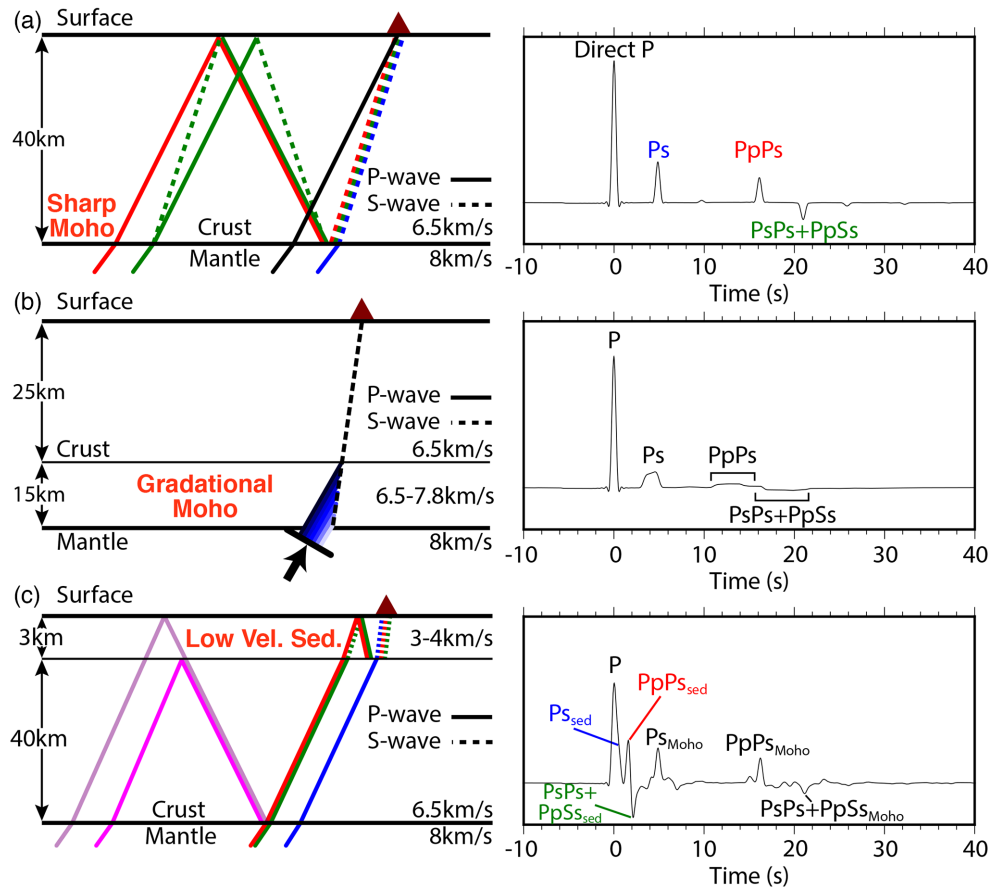 (a)
Surface
40km
Sharp
Moho
P-wave
S-wave
Crust
6.5km/s
Mantle
8km/s
Direct P
Ps
PpPs
PsPs+PpSs
-10 0 10 20 30 40
Time (s)
(b)
Surface
25km
P-wave
S-wave
Crust
6.5km/s
15km
Gradational
Moho
6.5-7.8km/s
Mantle
8km/s
P
Ps
PpPs
PsPs+PpSs
-10 0 10 20 30 40
Time (s)
(c)
Surface
3km
Low Vel. Sed.
3-4km/s
40km
P-wave
S-wave
Crust
6.5km/s
Mantle
8km/s
P
PpPssed
Pssed
PsMoho
PpPsMoho
PsPs+
PpSssed
PsPs+PpSsMoho
-10 0 10 20 30 40
Time (s)